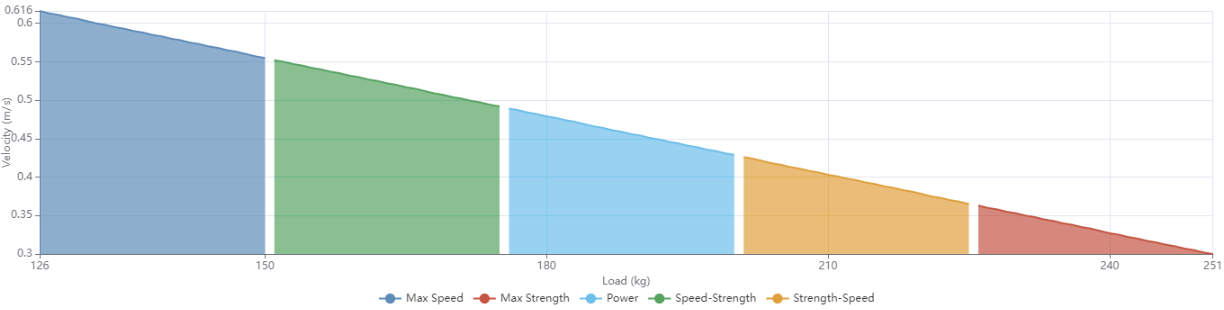 0.616
0.6
0.55
0.5
0.45
0.4
0.35
0.3
Velocity (m/s)
126 150 180 210 240 251
Load (kg)
Max Speed Max Strength Power Speed-Strength Strength-Speed